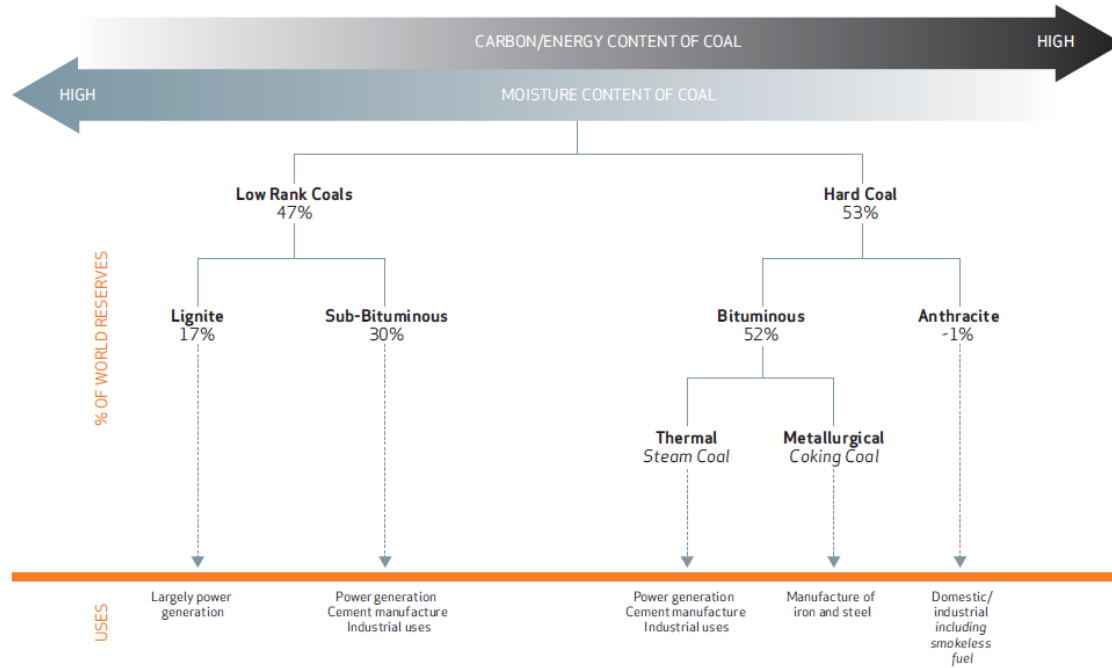 CARBON/ENERGY CONTENT OF COAL
HIGH
HIGH
MOISTURE CONTENT OF COAL
Low Rank Coals
47%
Hard Coal
53%
% OF WORLD RESERVES
Lignite
17%
Sub-Bituminous
30%
Bituminous
52%
Anthracite
~1%
Thermal
Steam Coal
Metallurgical
Coking Coal
USES
Largely power
generation
Power generation
Cement manufacture
Industrial uses
Power generation
Cement manufacture
Industrial uses
Manufacture of
iron and steel
Domestic/
industrial
including
smokeless
fuel